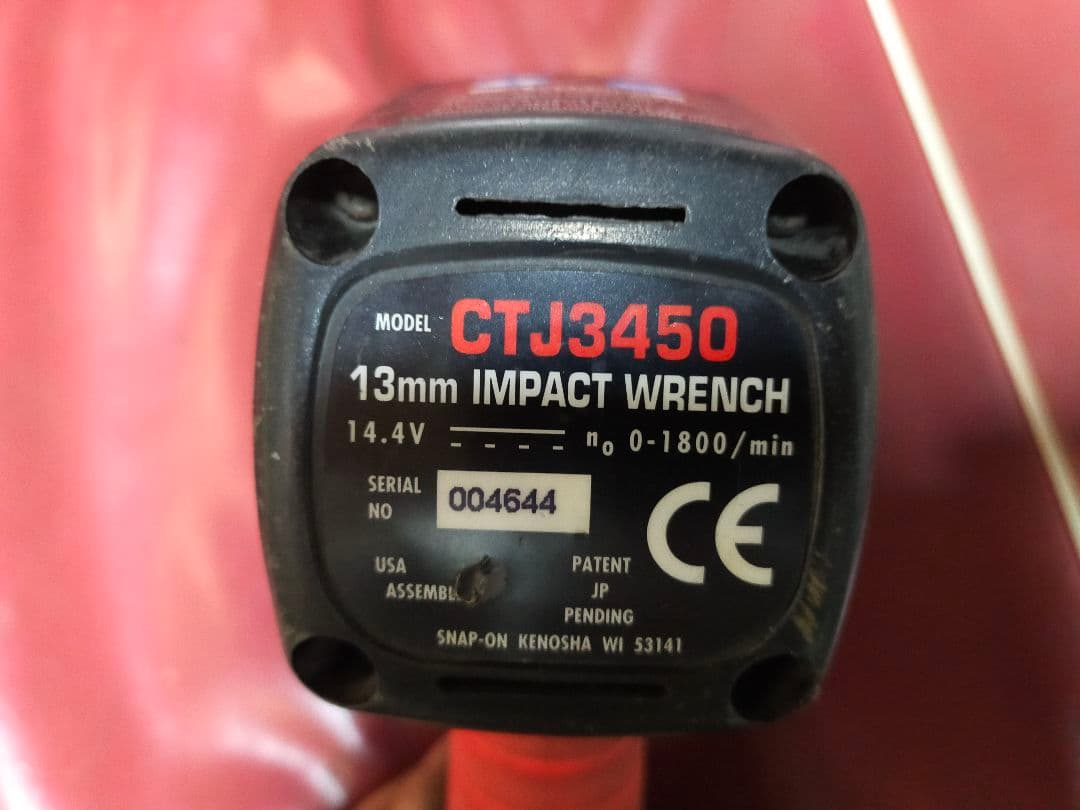 MODEL CTJ3450
13mm IMPACT WRENCH
14.4V n₀ 0-1800/min
SERIAL NO 004644
CE
USA
PATENT
JP
PENDING
SNAP-ON KENOSHA WI 53141